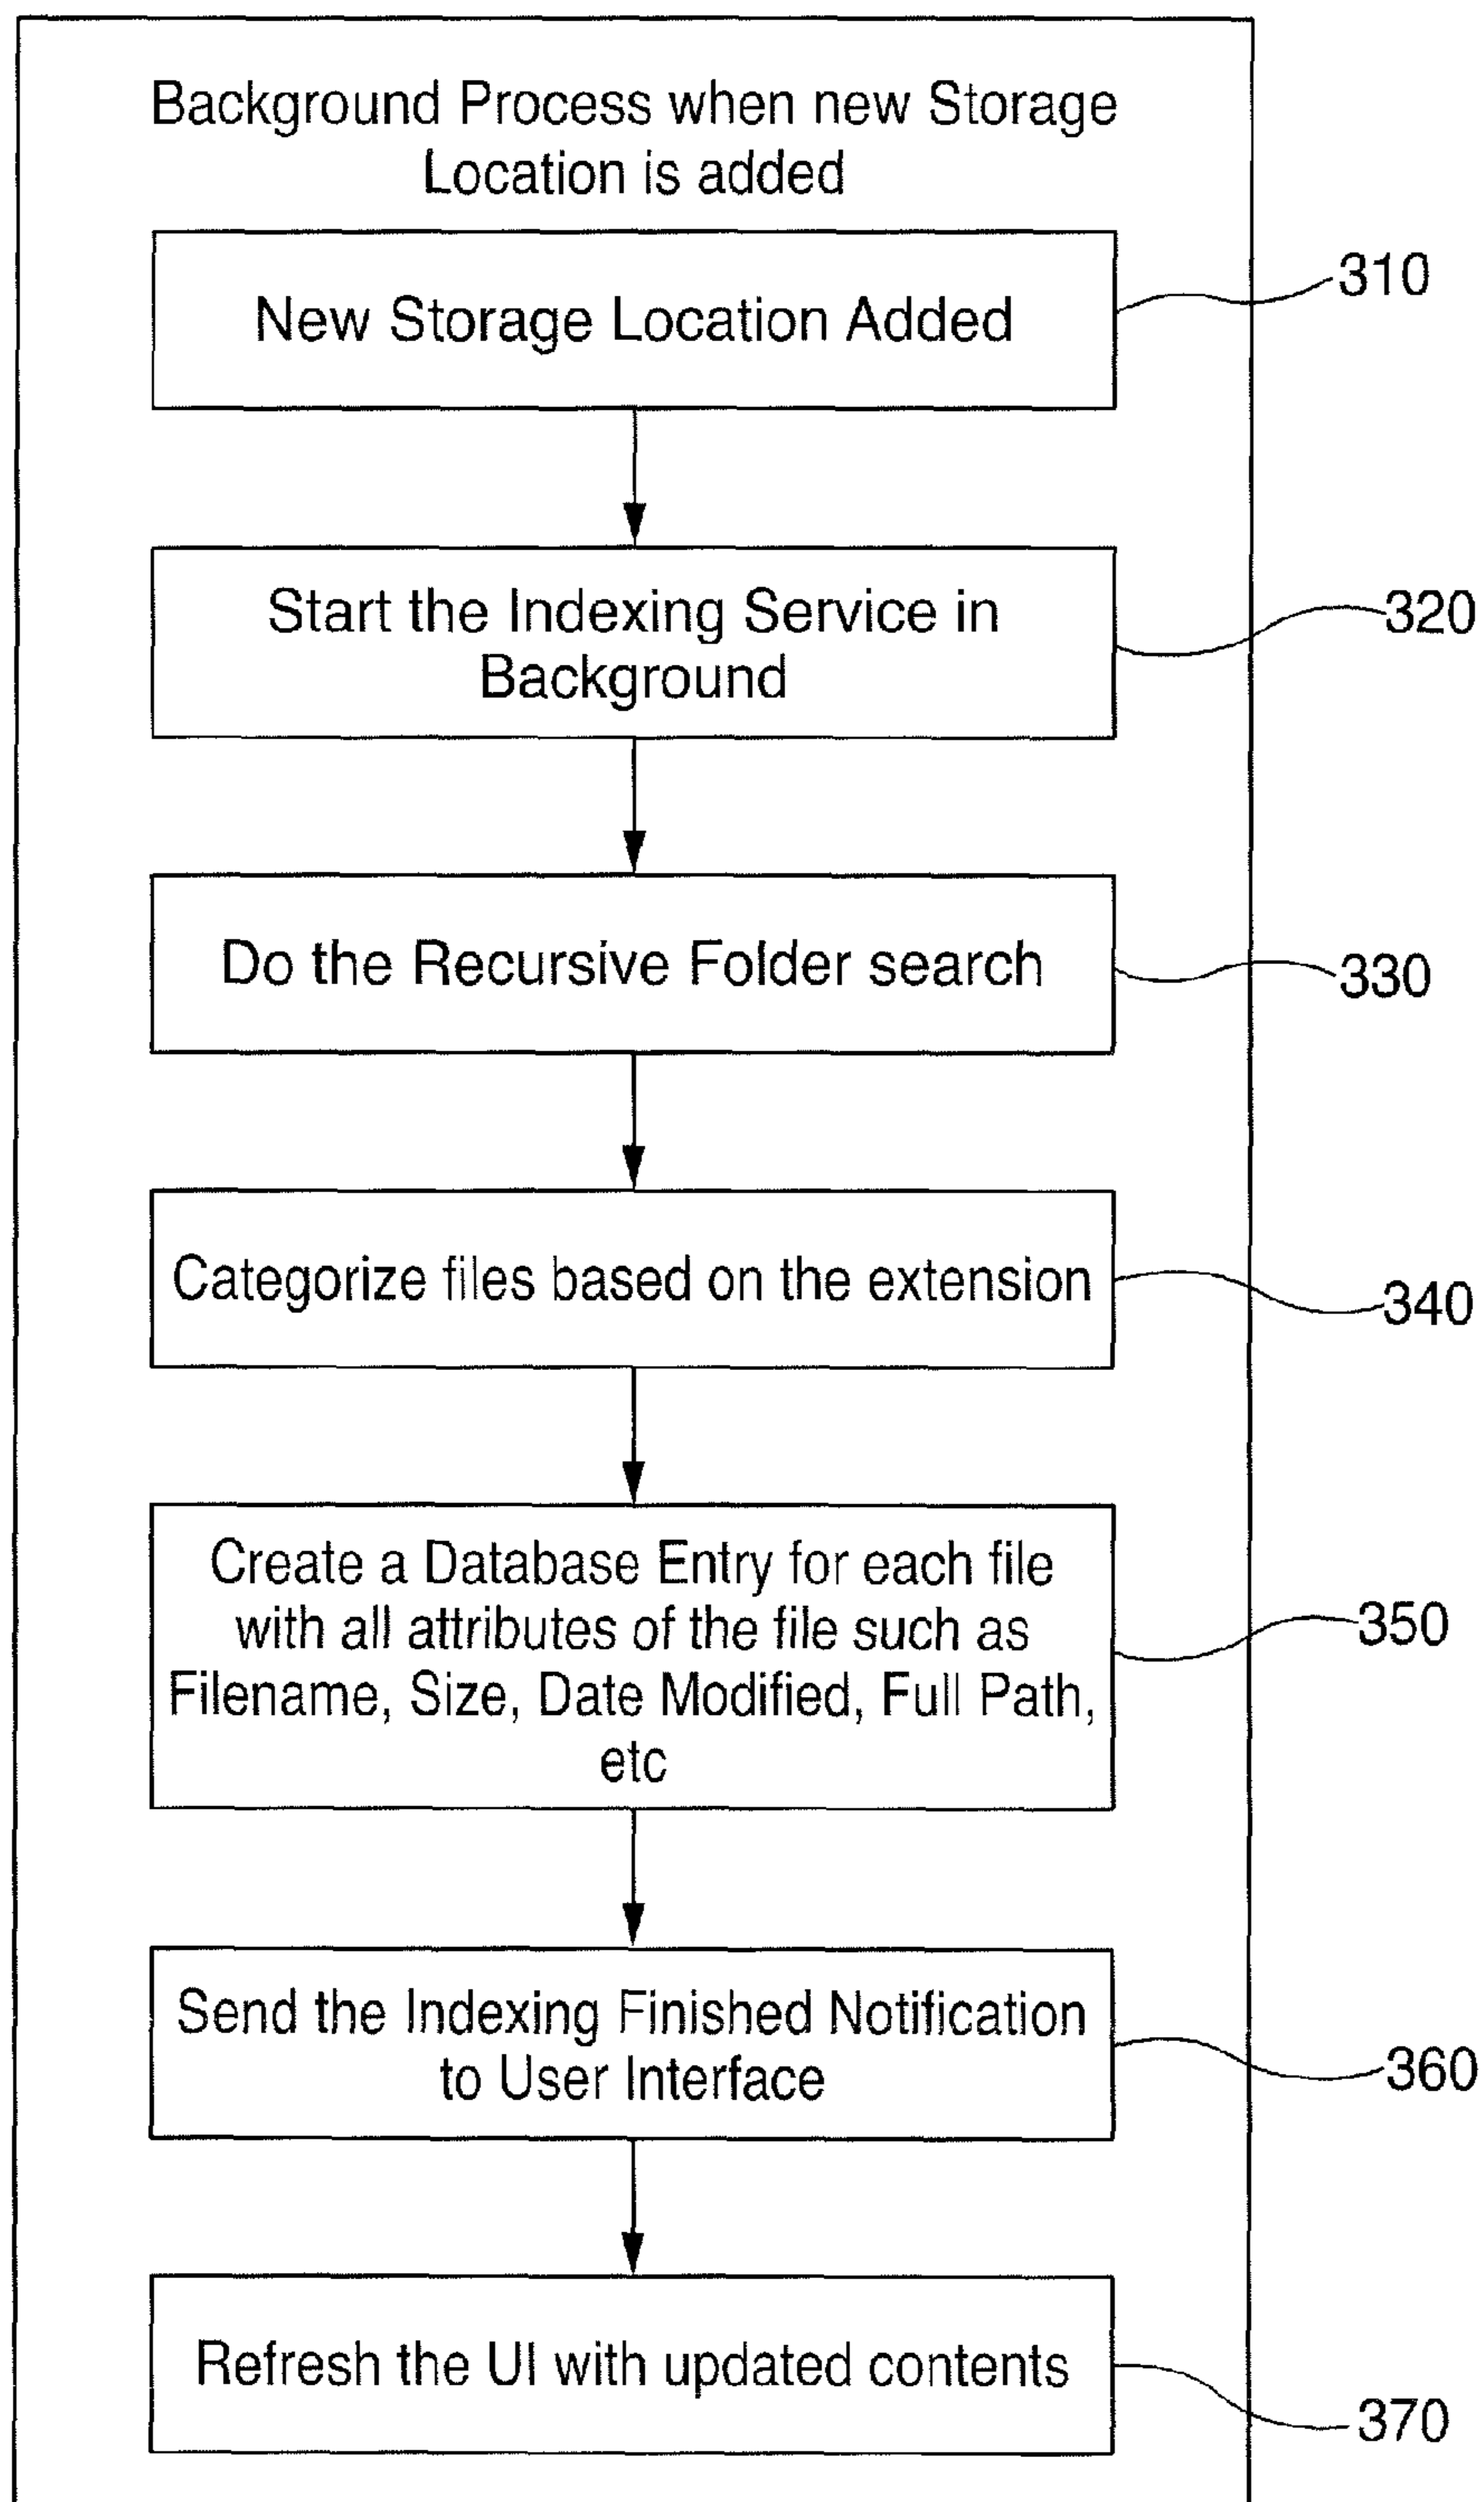 Background Process when new Storage
Location is added
New Storage Location Added
310
Start the Indexing Service in
Background
320
Do the Recursive Folder search
330
Categorize files based on the extension
340
Create a Database Entry for each file
with all attributes of the file such as
Filename, Size, Date Modified, Full Path,
etc
350
Send the Indexing Finished Notification
to User Interface
360
Refresh the UI with updated contents
370